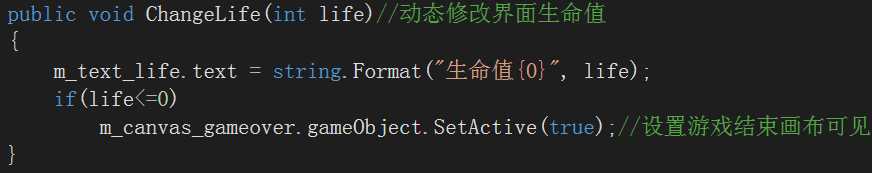 public void ChangeLife(int life)//动态修改界面生命值
{
    m_text_life.text = string.Format("生命值{0}", life);
    if(life<=0)
        m_canvas_gameover.gameObject.SetActive(true);//设置游戏结束画布可见
}